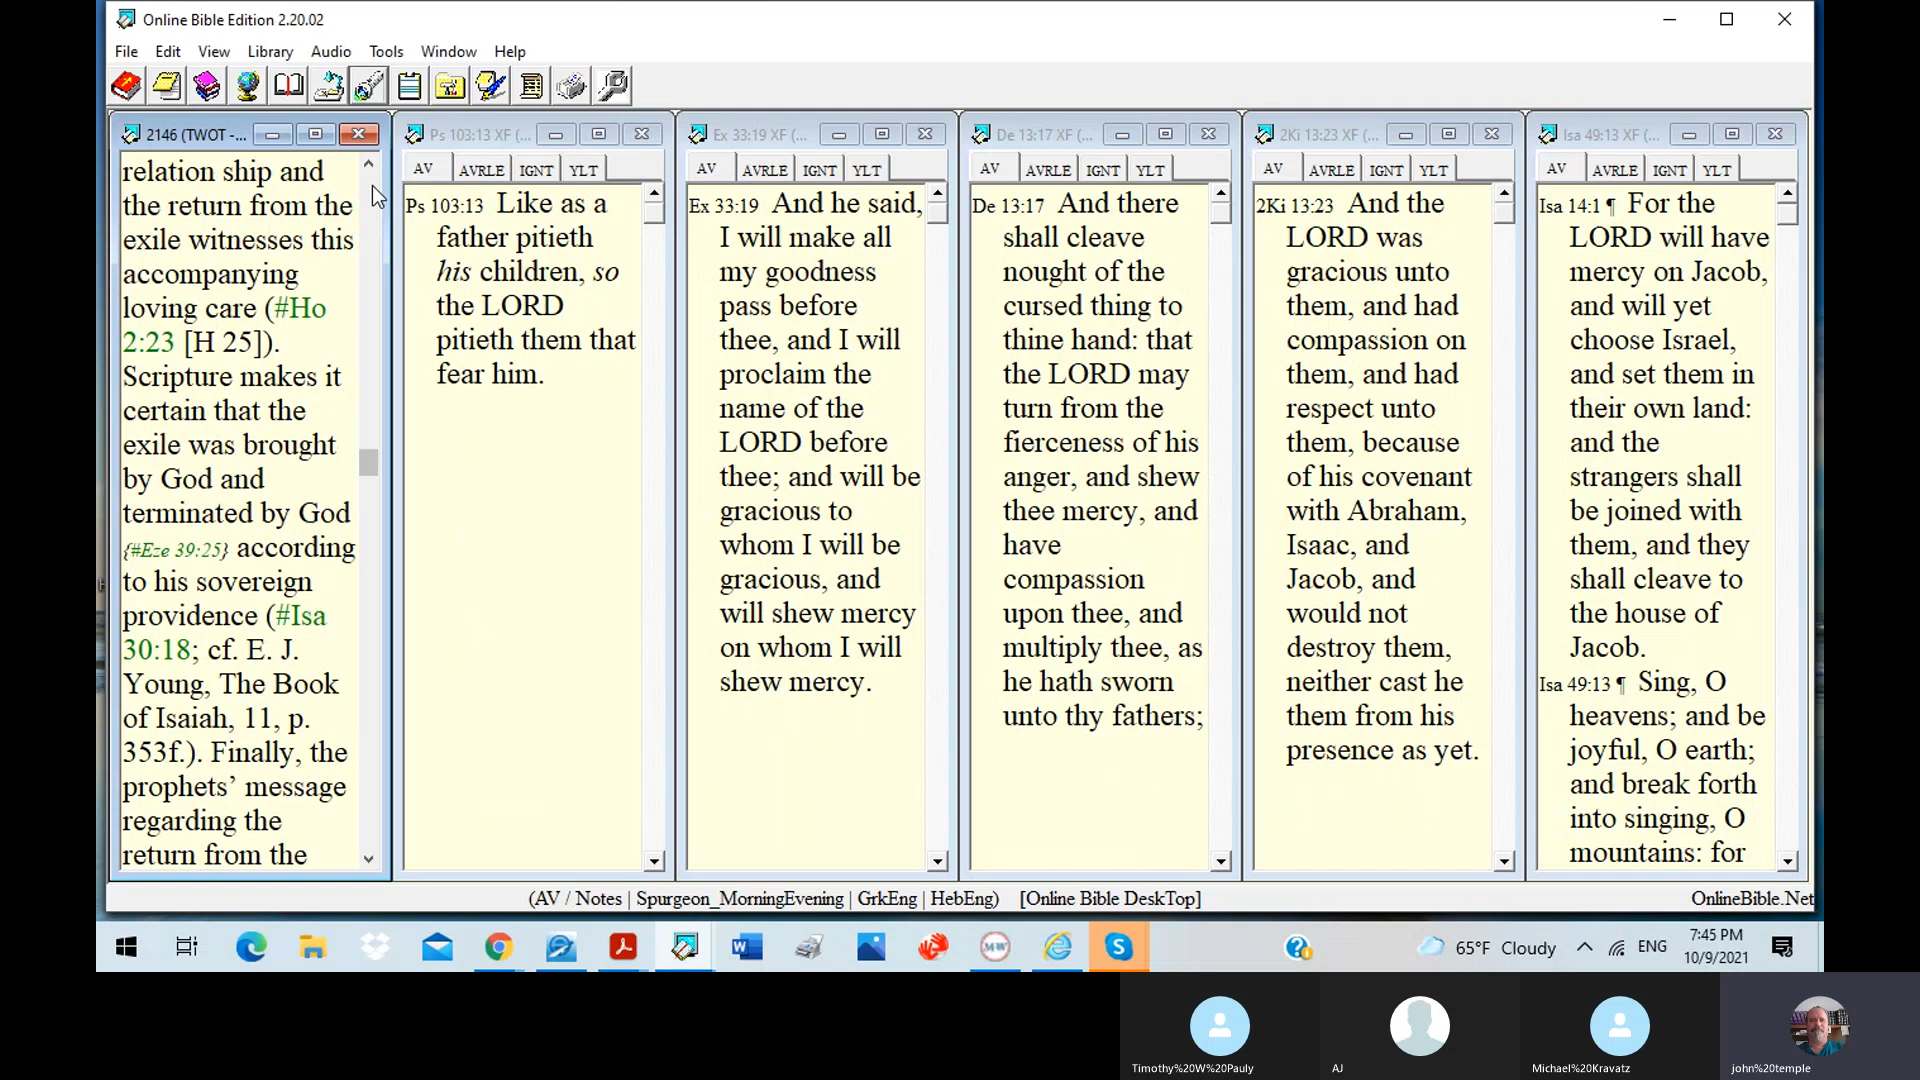 Online Bible Edition 2.20.02
File Edit View Library Audio Tools Window Help
2146 (TWOT -...
relation ship and
the return from the
exile witnesses this
accompanying
loving care (#Ho
2:23 [H 25]).
Scripture makes it
certain that the
exile was brought
by God and
terminated by God
{#Eze 39:25} according
to his sovereign
providence (#Isa
30:18; cf. E. J.
Young, The Book
of Isaiah, 11, p.
353f.). Finally, the
prophets’ message
regarding the
return from the
Ps 103:13 XF (...
AV AVRLE IGNT YLT
Ps 103:13 Like as a
father pitieth
his children, so
the LORD
pitieth them that
fear him.
Ex 33:19 XF (...
AV AVRLE IGNT YLT
Ex 33:19 And he said,
I will make all
my goodness
pass before
thee, and I will
proclaim the
name of the
LORD before
thee; and will be
gracious to
whom I will be
gracious, and
will shew mercy
on whom I will
shew mercy.
De 13:17 XF (...
AV AVRLE IGNT YLT
De 13:17 And there
shall cleave
nought of the
cursed thing to
thine hand: that
the LORD may
turn from the
fierceness of his
anger, and shew
thee mercy, and
have
compassion
upon thee, and
multiply thee, as
he hath sworn
unto thy fathers;
2Ki 13:23 XF (...
AV AVRLE IGNT YLT
2Ki 13:23 And the
LORD was
gracious unto
them, and had
compassion on
them, and had
respect unto
them, because
of his covenant
with Abraham,
Isaac, and
Jacob, and
would not
destroy them,
neither cast he
them from his
presence as yet.
Isa 49:13 XF (...
AV AVRLE IGNT YLT
Isa 14:1 ¶ For the
LORD will have
mercy on Jacob,
and will yet
choose Israel,
and set them in
their own land:
and the
strangers shall
be joined with
them, and they
shall cleave to
the house of
Jacob.
Isa 49:13 ¶ Sing, O
heavens; and be
joyful, O earth;
and break forth
into singing, O
mountains: for
(AV / Notes | Spurgeon_MorningEvening | GrkEng | HebEng) [Online Bible DeskTop]
OnlineBible.Net
65°F Cloudy
ENG
7:45 PM
10/9/2021
Timothy%20W%20Pauly
AJ
Michael%20Kravatz
john%20temple